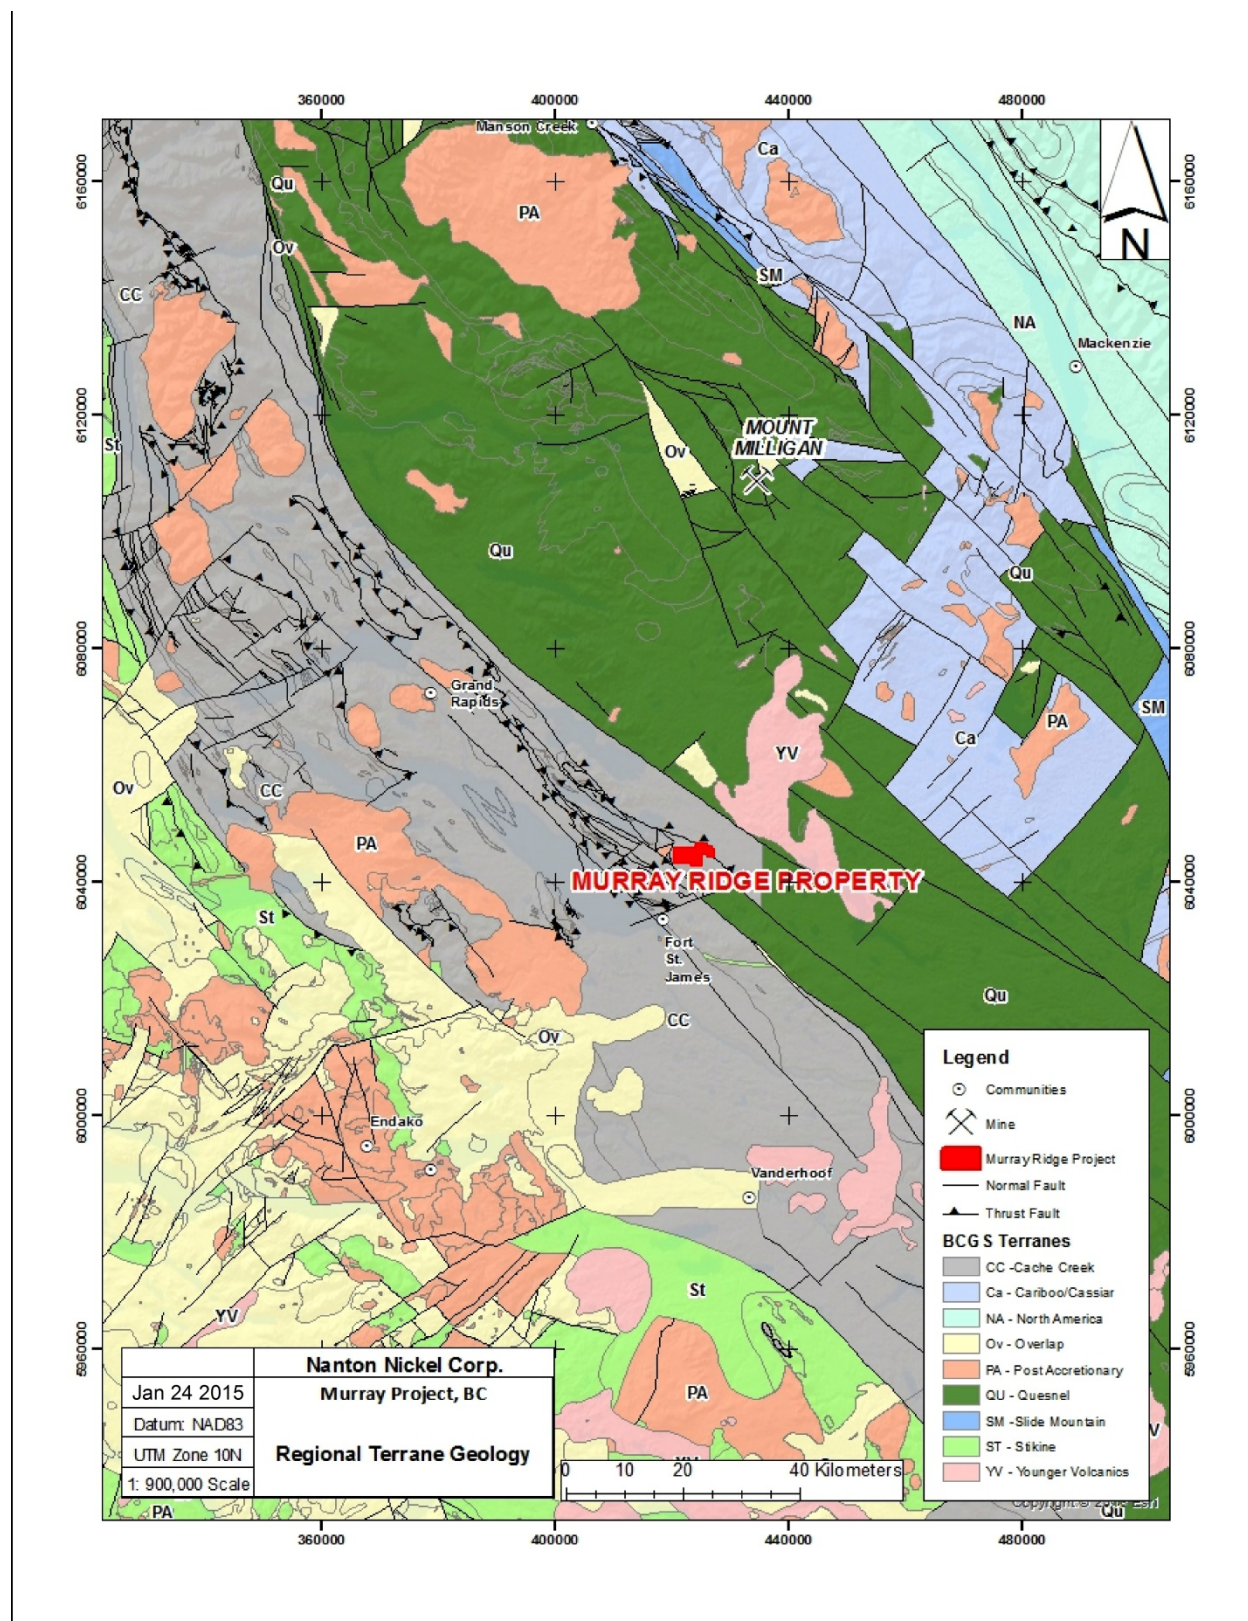 360000
400000
440000
480000
Manson Creek
Ca
Qu
6160000
6160000
PA
N
Ov
SM
CC
NA
Mackenzie
6120000
6120000
MOUNT
MILLIGAN
St
Ov
Qu
Qu
6080000
6080000
Grand
Rapids
SM
PA
Ca
YV
Ov
CC
PA
MURRAY RIDGE PROPERTY
6040000
6040000
St
Fort
St.
James
Qu
CC
Ov
6000000
6000000
Endako
Vanderhoof
St
YV
5960000
5960000
PA
Legend
Communities
Mine
Murray Ridge Project
Normal Fault
Thrust Fault
BCGS Terranes
CC -Cache Creek
Ca - Cariboo/Cassiar
NA - North America
Ov - Overlap
PA - Post Accretionary
QU - Quesnel
SM -Slide Mountain
ST - Stikine
YV - Younger Volcanics
Nanton Nickel Corp.
Jan 24 2015
Murray Project, BC
Datum: NAD83
UTM Zone 10N
Regional Terrane Geology
1: 900,000 Scale
0 10 20 40 Kilometers
PA
Qu
360000
400000
440000
480000